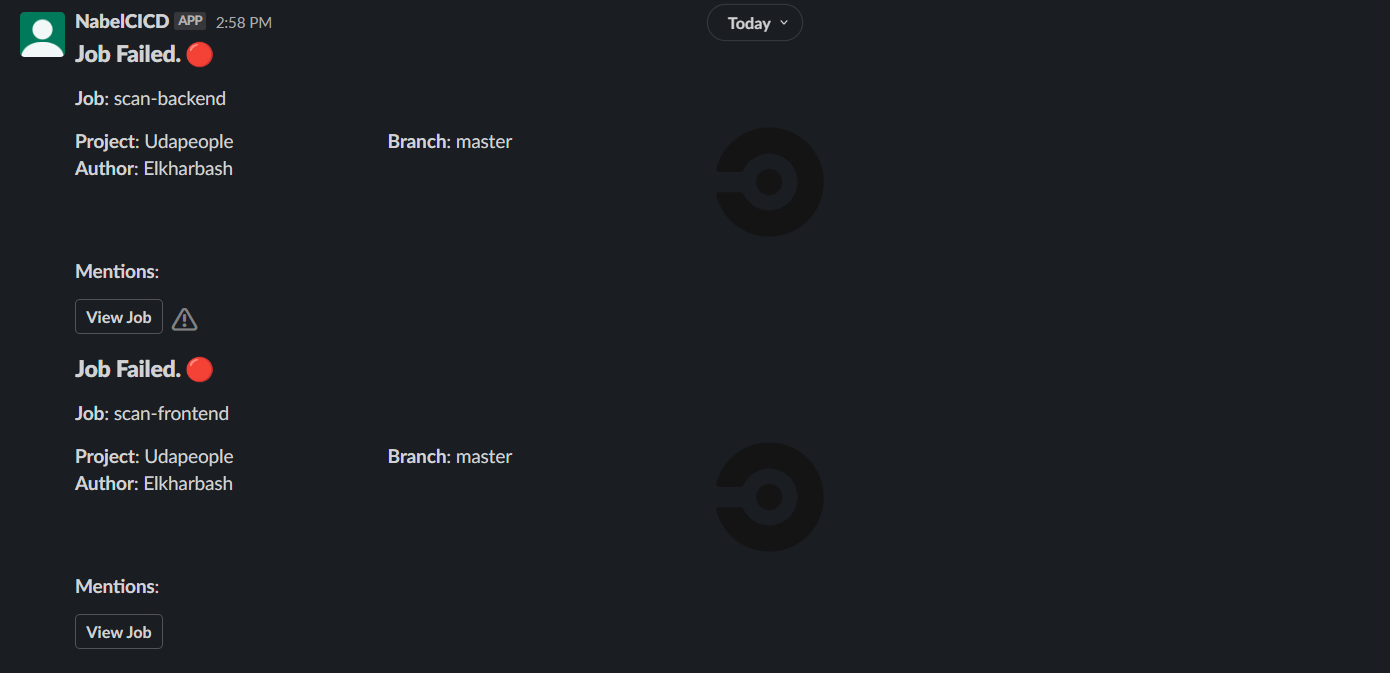 NabelCICD APP 2:58 PM
Today
Job Failed. 🔴
Job: scan-backend
Project: Udapeople Branch: master
Author: Elkharbash
Mentions:
View Job
Job Failed. 🔴
Job: scan-frontend
Project: Udapeople Branch: master
Author: Elkharbash
Mentions:
View Job